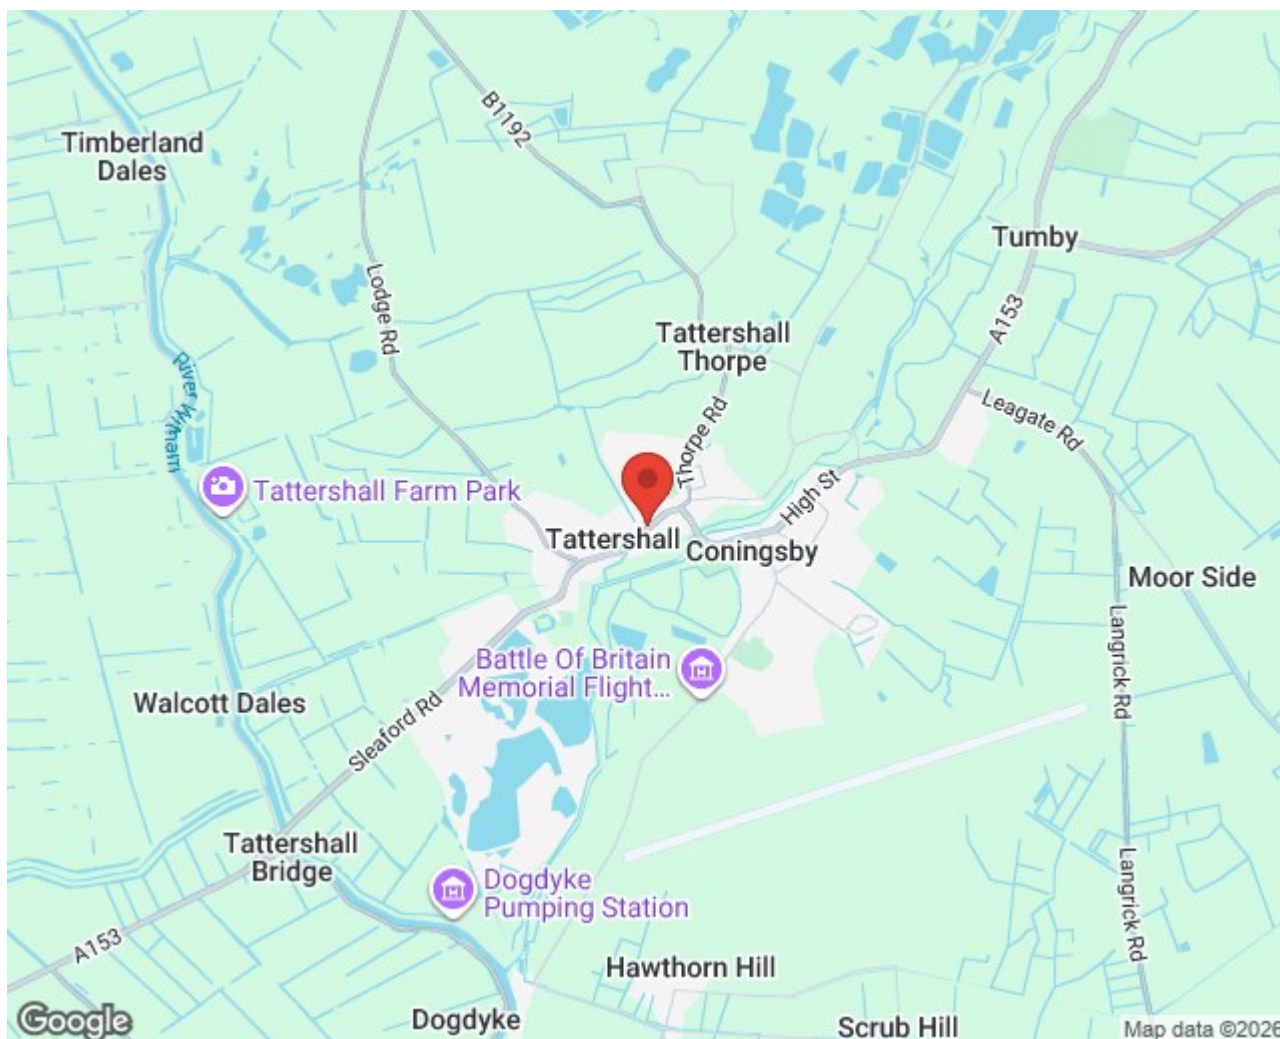 B1192
Timberland
Dales
Tumby
Lodge Rd
A153
Tattershall
Thorpe
River Witham
Leagate Rd
Thorpe Rd
Tattershall Farm Park
High St
Tattershall
Coningsby
Moor Side
Langrick Rd
Battle Of Britain
Memorial Flight...
Walcott Dales
Sleaford Rd
Tattershall
Bridge
Dogdyke
Pumping Station
Langrick Rd
A153
Hawthorn Hill
Dogdyke
Scrub Hill
Google
Map data ©2026